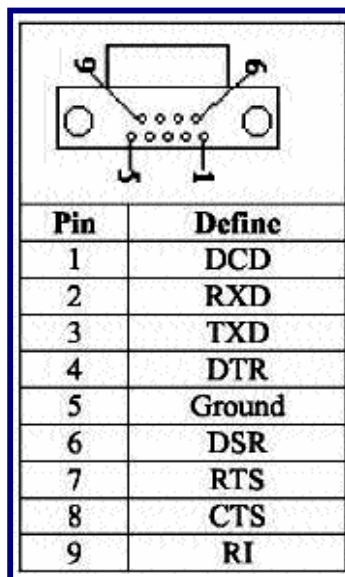 9 6
5 1
Pin Define
1 DCD
2 RXD
3 TXD
4 DTR
5 Ground
6 DSR
7 RTS
8 CTS
9 RI